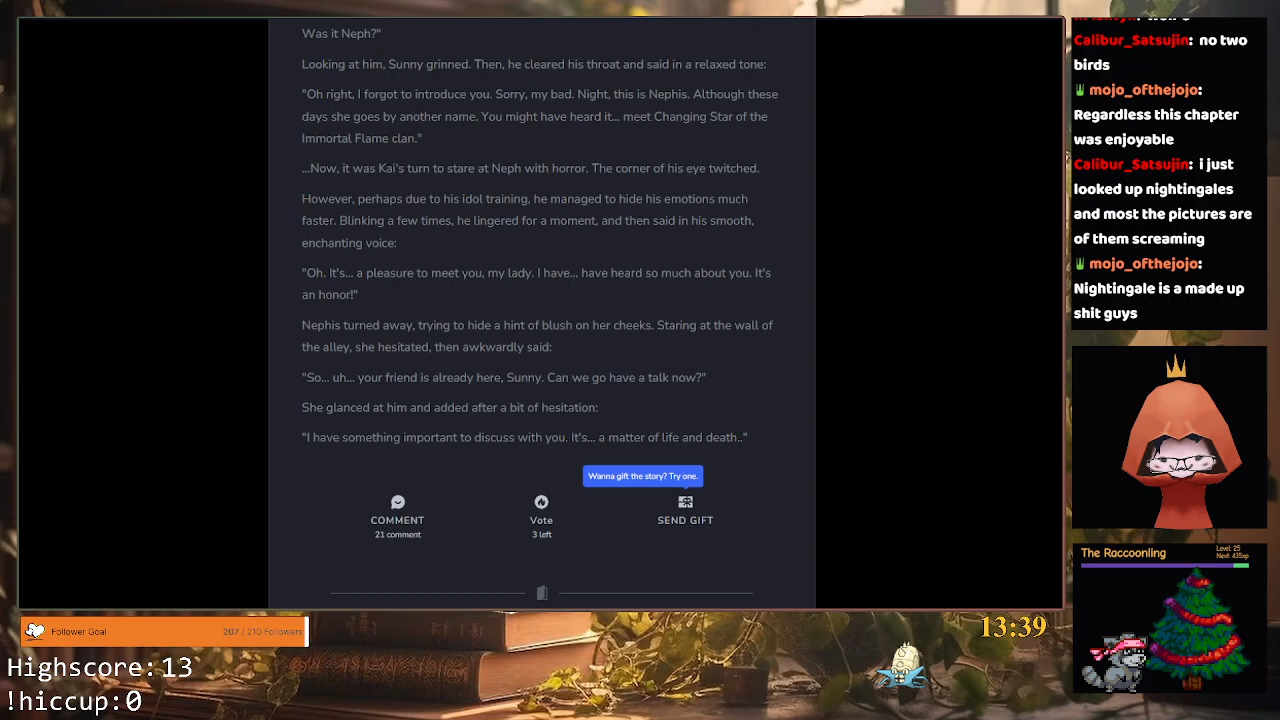 Was it Neph?"
Looking at him, Sunny grinned. Then, he cleared his throat and said in a relaxed tone:
"Oh right, I forgot to introduce you. Sorry, my bad. Night, this is Nephis. Although these
days she goes by another name. You might have heard it... meet Changing Star of the
Immortal Flame clan."
...Now, it was Kai's turn to stare at Neph with horror. The corner of his eye twitched.
However, perhaps due to his idol training, he managed to hide his emotions much
faster. Blinking a few times, he lingered for a moment, and then said in his smooth,
enchanting voice:
"Oh. It's... a pleasure to meet you, my lady. I have... have heard so much about you. It's
an honor!"
Nephis turned away, trying to hide a hint of blush on her cheeks. Staring at the wall of
the alley, she hesitated, then awkwardly said:
"So... uh... your friend is already here, Sunny. Can we go have a talk now?"
She glanced at him and added after a bit of hesitation:
"I have something important to discuss with you. It's... a matter of life and death.."
Wanna gift the story? Try one.
COMMENT
21 comment
Vote
3 left
SEND GIFT
Calibur_Satsujin: no two
birds
mojo_ofthejojo:
Regardless this chapter
was enjoyable
Calibur_Satsujin: i just
looked up nightingales
and most the pictures are
of them screaming
mojo_ofthejojo:
Nightingale is a made up
shit guys
The Raccoonling
Level: 25
Next: 435xp
Follower Goal
207 / 210 Followers
13:39
Highscore:13
!hiccup:0